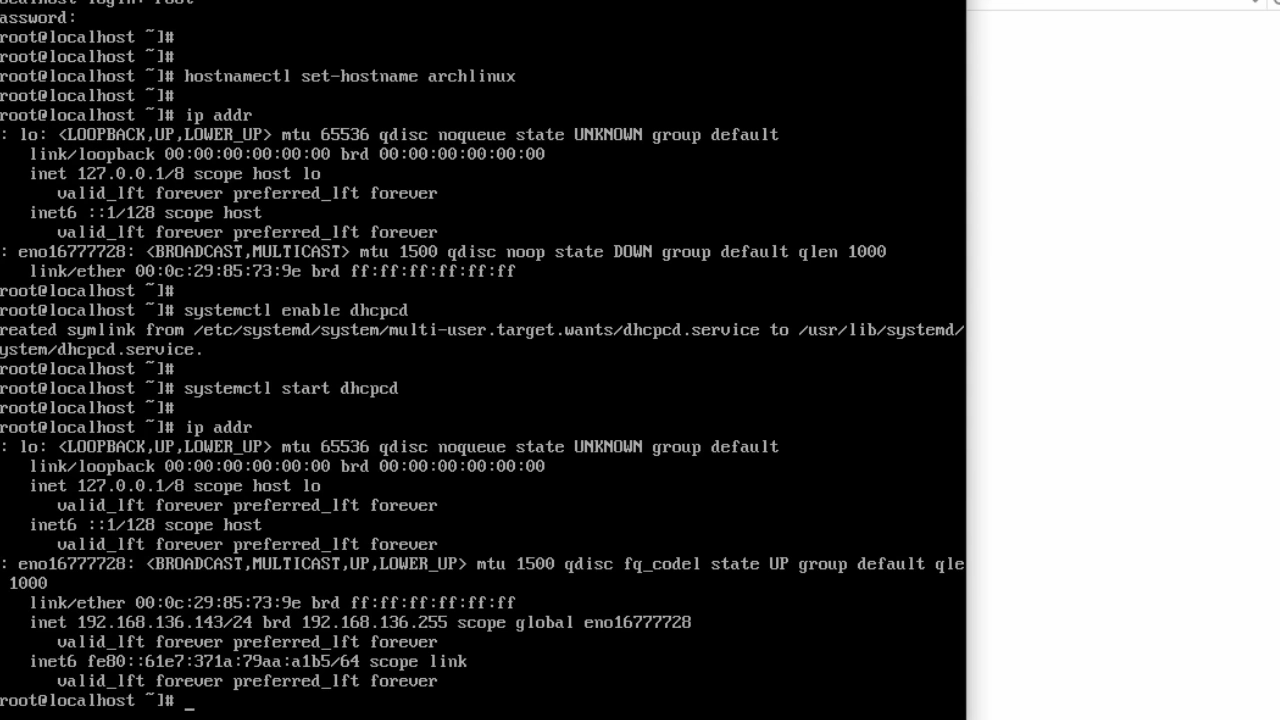 ocalhost login: root
assword:
root@localhost ~]#
root@localhost ~]#
root@localhost ~]# hostnamectl set-hostname archlinux
root@localhost ~]#
root@localhost ~]# ip addr
: lo: <LOOPBACK,UP,LOWER_UP> mtu 65536 qdisc noqueue state UNKNOWN group default
link/loopback 00:00:00:00:00:00 brd 00:00:00:00:00:00
inet 127.0.0.1/8 scope host lo
valid_lft forever preferred_lft forever
inet6 ::1/128 scope host
valid_lft forever preferred_lft forever
: eno16777728: <BROADCAST,MULTICAST> mtu 1500 qdisc noop state DOWN group default qlen 1000
link/ether 00:0c:29:85:73:9e brd ff:ff:ff:ff:ff:ff
root@localhost ~]#
root@localhost ~]# systemctl enable dhcpcd
reated symlink from /etc/systemd/system/multi-user.target.wants/dhcpcd.service to /usr/lib/systemd/
ystem/dhcpcd.service.
root@localhost ~]#
root@localhost ~]# systemctl start dhcpcd
root@localhost ~]#
root@localhost ~]# ip addr
: lo: <LOOPBACK,UP,LOWER_UP> mtu 65536 qdisc noqueue state UNKNOWN group default
link/loopback 00:00:00:00:00:00 brd 00:00:00:00:00:00
inet 127.0.0.1/8 scope host lo
valid_lft forever preferred_lft forever
inet6 ::1/128 scope host
valid_lft forever preferred_lft forever
: eno16777728: <BROADCAST,MULTICAST,UP,LOWER_UP> mtu 1500 qdisc fq_codel state UP group default qle
1000
link/ether 00:0c:29:85:73:9e brd ff:ff:ff:ff:ff:ff
inet 192.168.136.143/24 brd 192.168.136.255 scope global eno16777728
valid_lft forever preferred_lft forever
inet6 fe80::61e7:371a:79aa:a1b5/64 scope link
valid_lft forever preferred_lft forever
root@localhost ~]# _